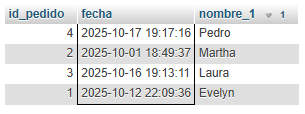 id_pedido fecha nombre_1 1
4 2025-10-17 19:17:16 Pedro
2 2025-10-01 18:49:37 Martha
3 2025-10-16 19:13:11 Laura
1 2025-10-12 22:09:36 Evelyn